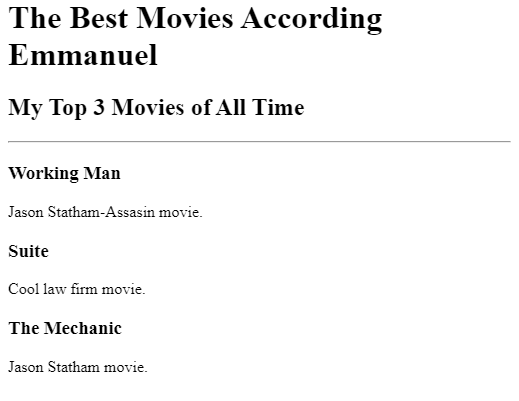 The Best Movies According
Emmanuel
My Top 3 Movies of All Time
Working Man
Jason Statham-Assasin movie.
Suite
Cool law firm movie.
The Mechanic
Jason Statham movie.